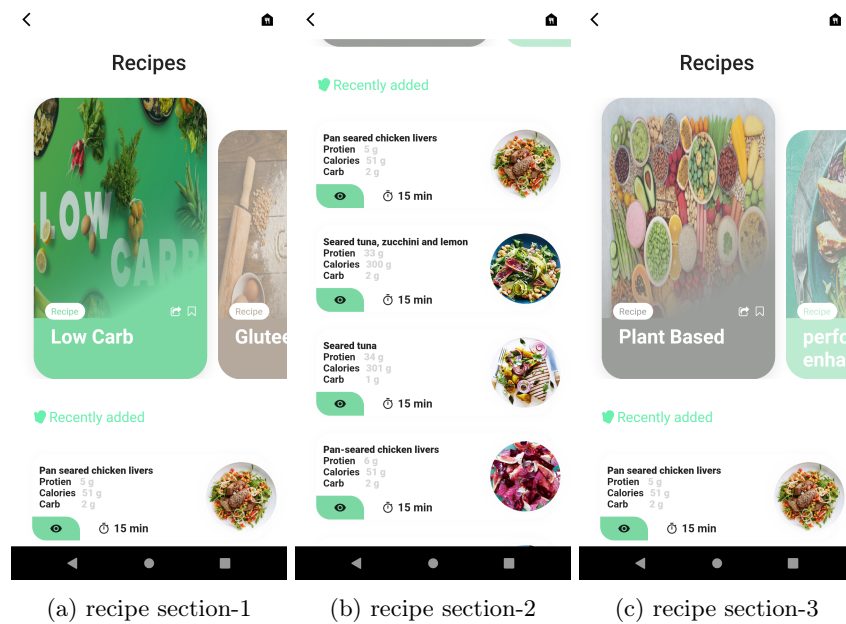 Recipes
LOW
CARB
Recipe
Low Carb
Recipe
Glutee
Recently added
Pan seared chicken livers
Protien 5 g
Calories 51 g
Carb 2 g
15 min
(a) recipe section-1
Recently added
Pan seared chicken livers
Protien 5 g
Calories 51 g
Carb 2 g
15 min
Seared tuna, zucchini and lemon
Protien 33 g
Calories 300 g
Carb 2 g
15 min
Seared tuna
Protien 34 g
Calories 301 g
Carb 1 g
15 min
Pan-seared chicken livers
Protien 6 g
Calories 51 g
Carb 2 g
15 min
(b) recipe section-2
Recipes
Recipe
Plant Based
Recipe
perfo
enha
Recently added
Pan seared chicken livers
Protien 5 g
Calories 51 g
Carb 2 g
15 min
(c) recipe section-3